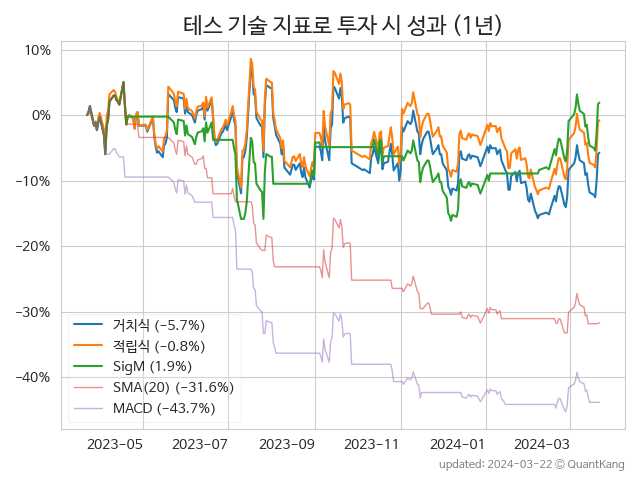 테스 기술 지표로 투자 시 성과 (1년)
10%
0%
−10%
−20%
−30%
−40%
거치식 (−5.7%)
적립식 (−0.8%)
SigM (1.9%)
SMA(20) (−31.6%)
MACD (−43.7%)
2023−05
2023−07
2023−09
2023−11
2024−01
2024−03
updated: 2024-03-22 © QuantKang